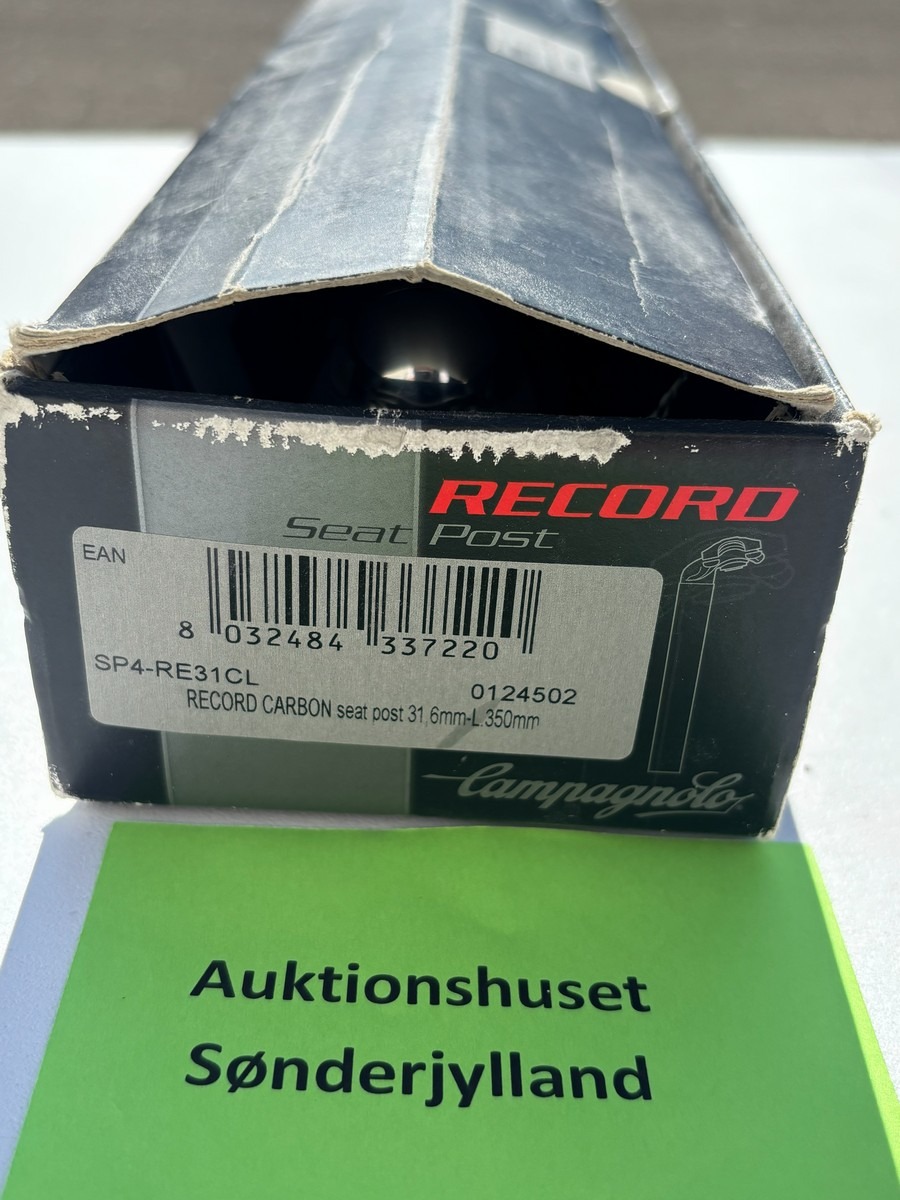 RECORD
Seat Post
EAN
8 032484 337220
SP4-RE31CL
0124502
RECORD CARBON seat post 31,6mm-L.350mm
Campagnolo
Auktionshuset
Sønderjylland